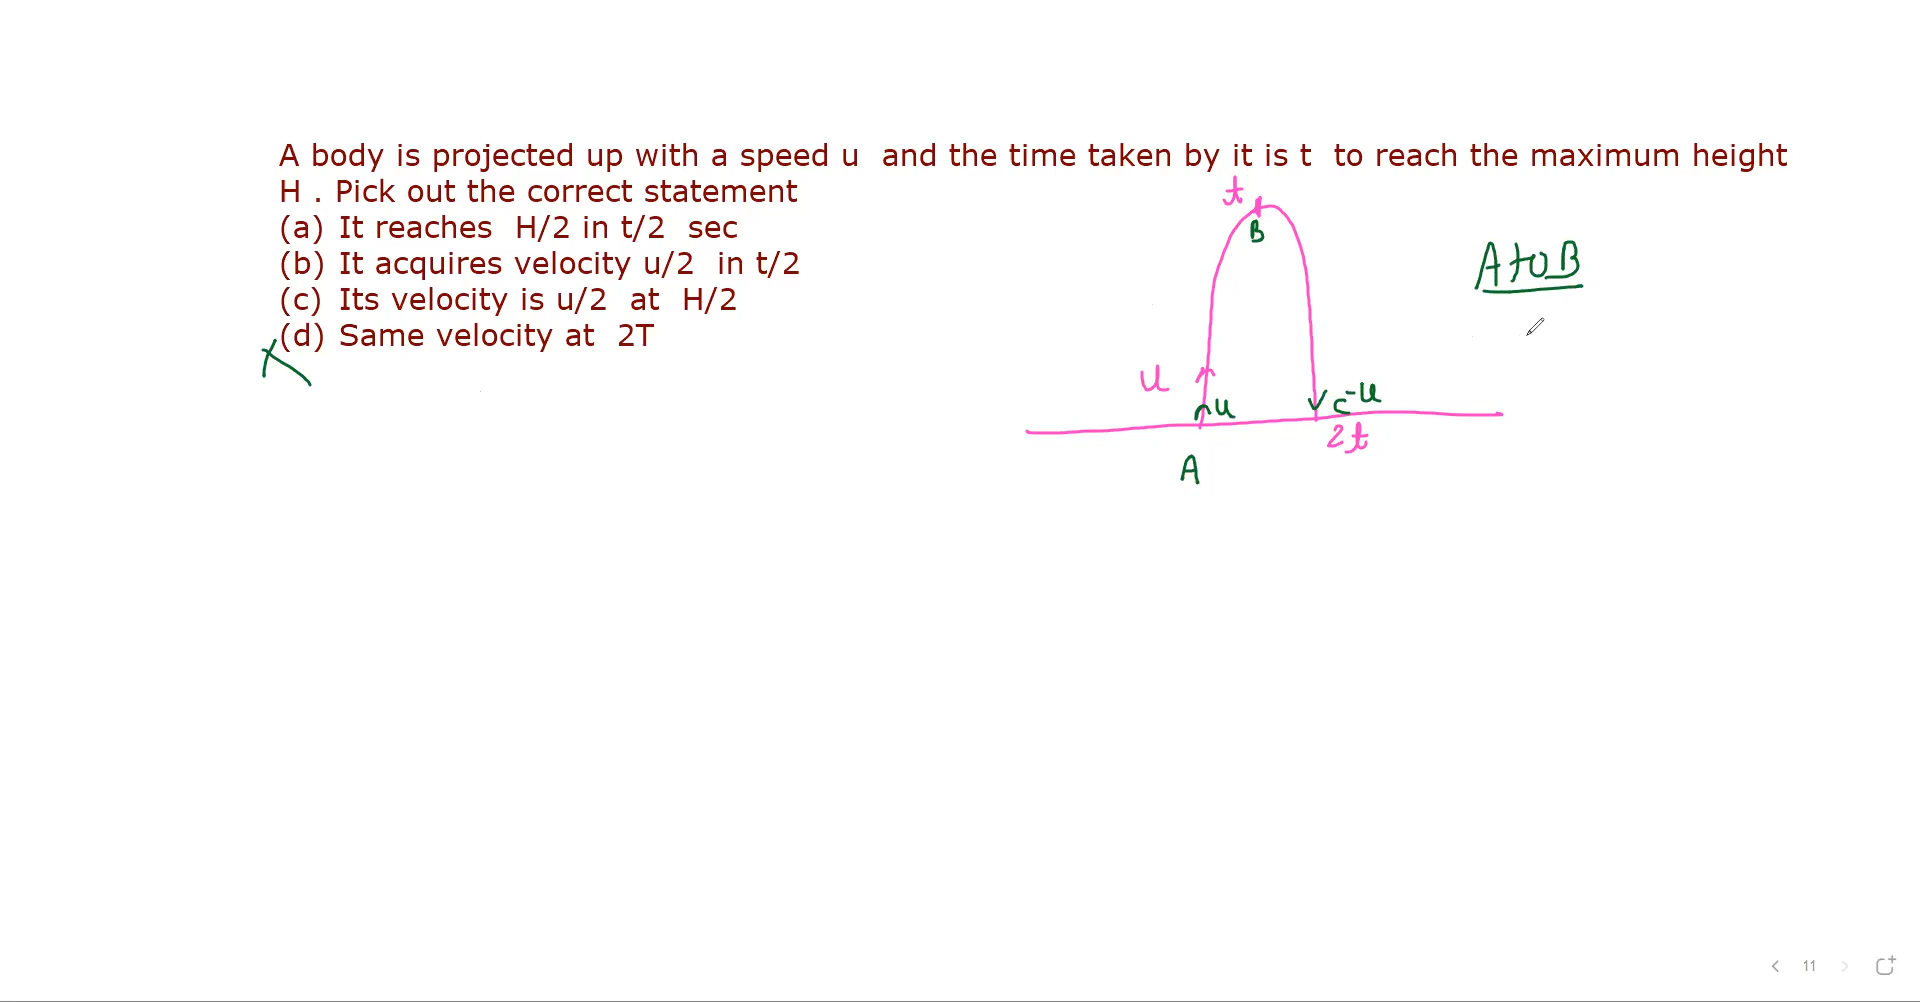 A body is projected up with a speed u and the time taken by it is t to reach the maximum height
H . Pick out the correct statement
(a) It reaches H/2 in t/2 sec
(b) It acquires velocity u/2 in t/2
(c) Its velocity is u/2 at H/2
(d) Same velocity at 2T
t
B
A to B
u
u
C -u
2t
A
11